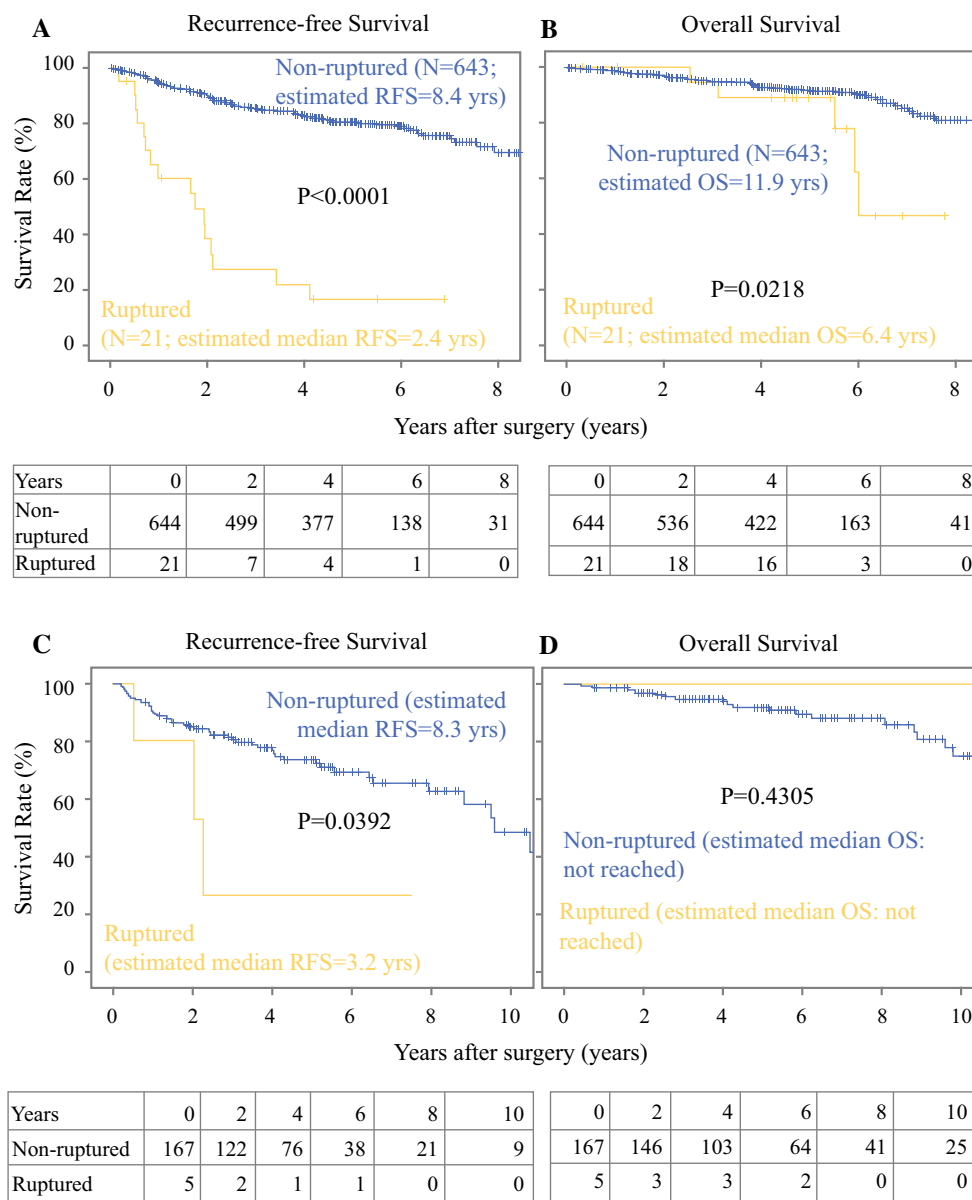 A
Recurrence-free Survival
Survival Rate (%)
100
80
60
40
20
0
Non-ruptured (N=643;
estimated RFS=8.4 yrs)
P<0.0001
Ruptured
(N=21; estimated median RFS=2.4 yrs)
0 2 4 6 8
B
Overall Survival
Non-ruptured (N=643;
estimated OS=11.9 yrs)
P=0.0218
Ruptured
(N=21; estimated median OS=6.4 yrs)
0 2 4 6 8
Years after surgery (years)
Years 0 2 4 6 8
Non-
ruptured 644 499 377 138 31
Ruptured 21 7 4 1 0
0 2 4 6 8
644 536 422 163 41
21 18 16 3 0
C
Recurrence-free Survival
Survival Rate (%)
100
80
60
40
20
0
Non-ruptured (estimated
median RFS=8.3 yrs)
P=0.0392
Ruptured
(estimated median RFS=3.2 yrs)
0 2 4 6 8 10
D
Overall Survival
P=0.4305
Non-ruptured (estimated median OS:
not reached)
Ruptured (estimated median OS: not
reached)
0 2 4 6 8 10
Years after surgery (years)
Years 0 2 4 6 8 10
Non-ruptured 167 122 76 38 21 9
Ruptured 5 2 1 1 0 0
0 2 4 6 8 10
167 146 103 64 41 25
5 3 3 2 0 0